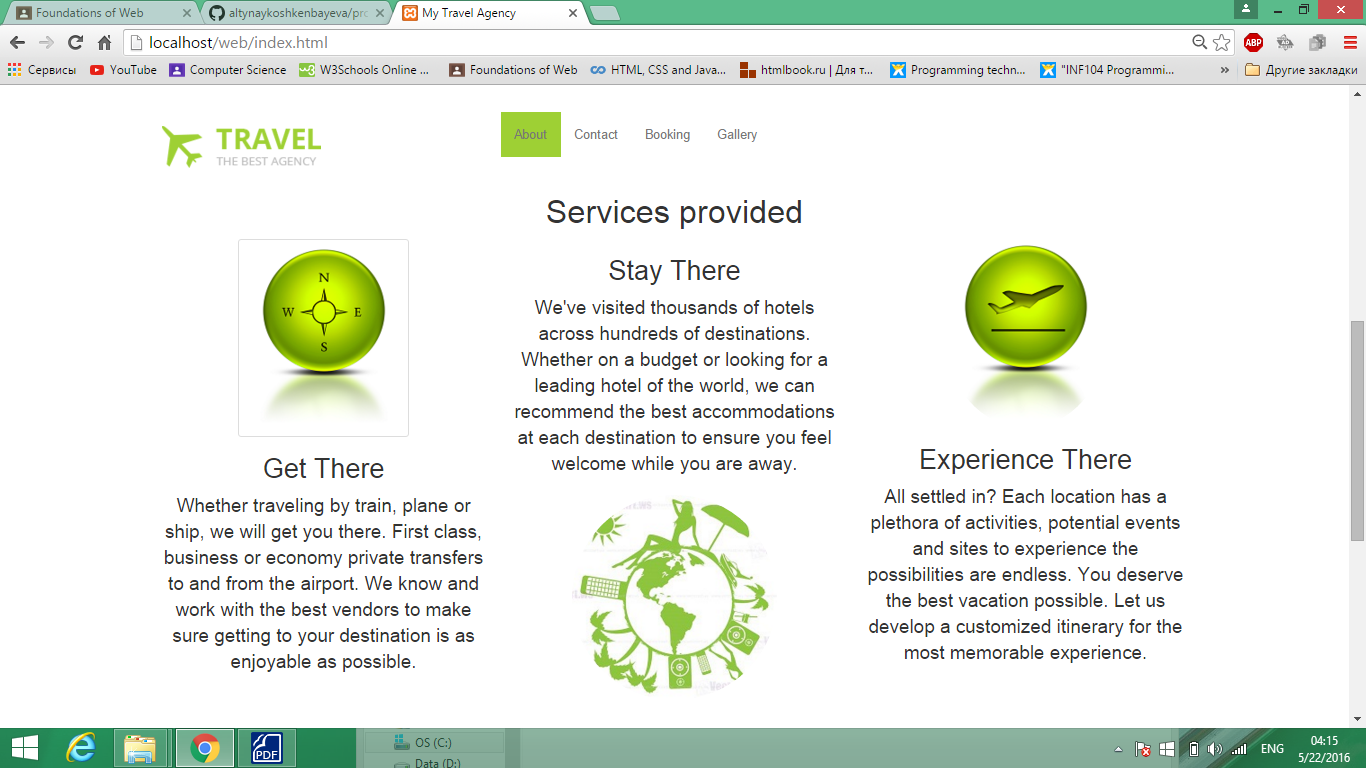 Foundations of Web
altynaykoshkenbayeva/pro
My Travel Agency
localhost/web/index.html
ABP
Сервисы
YouTube
Computer Science
W3Schools Online ...
Foundations of Web
HTML, CSS and Java...
htmlbook.ru | Для т...
Programming techn...
"INF104 Programmi...
»
Другие закладки
TRAVEL
THE BEST AGENCY
About
Contact
Booking
Gallery
Services provided
N
W E
S
Get There
Whether traveling by train, plane or
ship, we will get you there. First class,
business or economy private transfers
to and from the airport. We know and
work with the best vendors to make
sure getting to your destination is as
enjoyable as possible.
Stay There
We've visited thousands of hotels
across hundreds of destinations.
Whether on a budget or looking for a
leading hotel of the world, we can
recommend the best accommodations
at each destination to ensure you feel
welcome while you are away.
Experience There
All settled in? Each location has a
plethora of activities, potential events
and sites to experience the
possibilities are endless. You deserve
the best vacation possible. Let us
develop a customized itinerary for the
most memorable experience.
PDF
OS (C:)
Data (D:)
ENG
04:15
5/22/2016